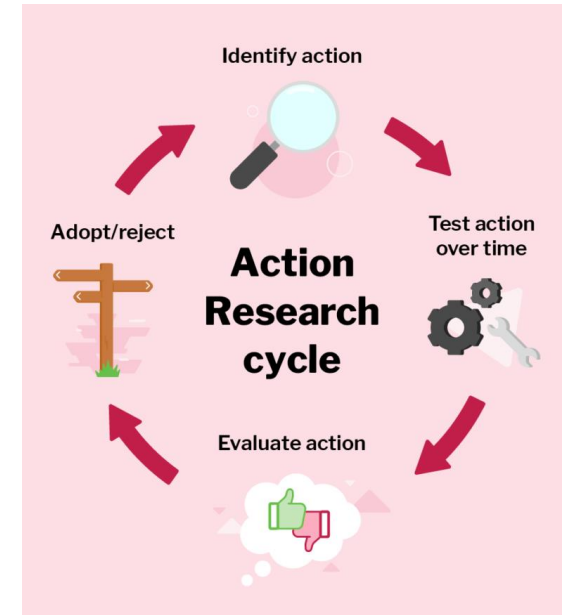 Identify action
Test action
over time
Adopt/reject
Action
Research
cycle
Evaluate action